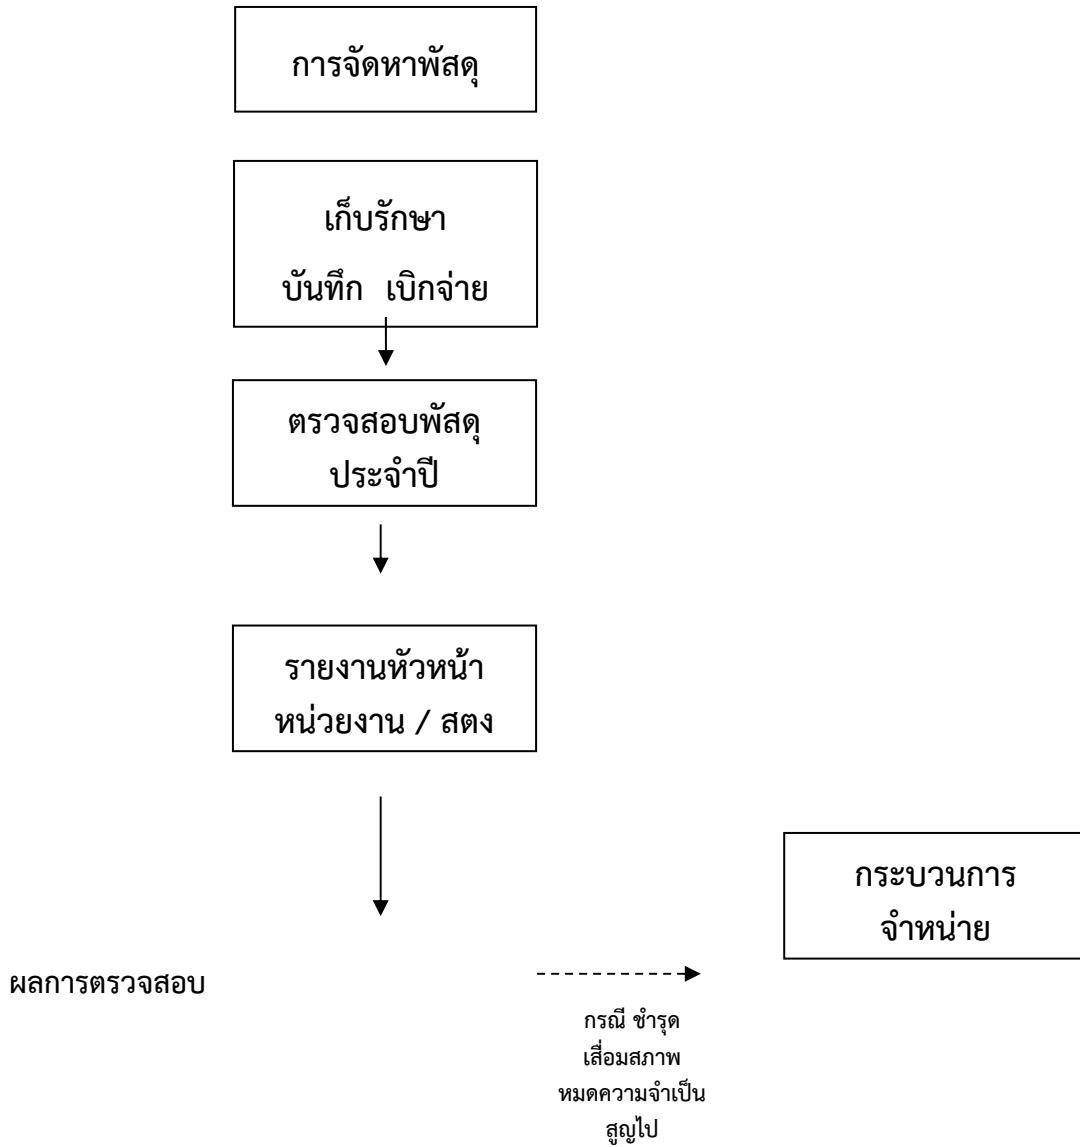 การจัดหาพัสดุ
เก็บรักษา
บันทึก เบิกจ่าย
ตรวจสอบพัสดุ
ประจำปี
รายงานหัวหน้า
หน่วยงาน / สตง
กระบวนการ
จำหน่าย
ผลการตรวจสอบ
กรณี ชำรุด
เสื่อมสภาพ
หมดความจำเป็น
สูญไป